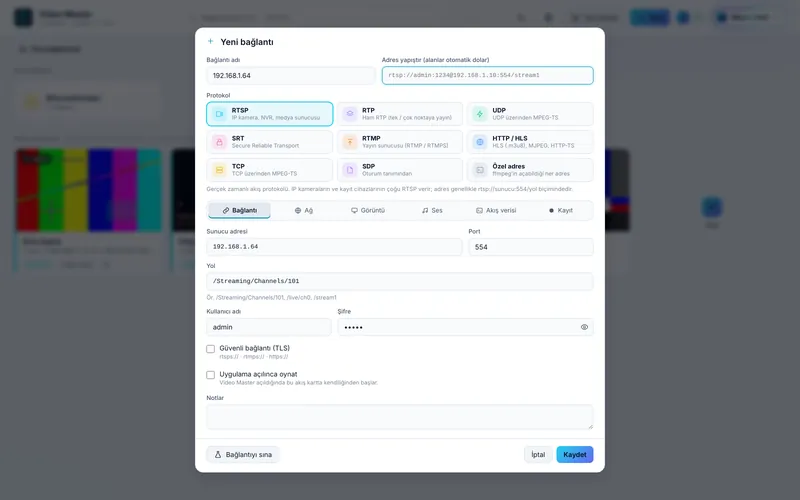 + Yeni bağlantı
Bağlantı adı
Adres yapıştır (alanlar otomatik dolar)
192.168.1.64
rtsp://admin:1234@192.168.1.10:554/stream1
Protokol
RTSP
IP kamera, NVR, medya sunucusu
RTP
Ham RTP (tek / çok noktaya yayın)
UDP
UDP üzerinden MPEG-TS
SRT
Secure Reliable Transport
RTMP
Yayın sunucusu (RTMP / RTMPS)
HTTP / HLS
HLS (.m3u8), MJPEG, HTTP-TS
TCP
TCP üzerinden MPEG-TS
SDP
Oturum tanımından
Özel adres
ffmpeg'in açabildiği her adres
Gerçek zamanlı akış protokolü. IP kameraların ve kayıt cihazlarının çoğu RTSP verir; adres genellikle rtsp://sunucu:554/yol biçimindedir.
Bağlantı
Ağ
Görüntü
Ses
Akış verisi
Kayıt
Sunucu adresi
Port
192.168.1.64
554
Yol
/Streaming/Channels/101
Ör. /Streaming/Channels/101, /live/ch0, /stream1
Kullanıcı adı
Şifre
admin
•••••
Güvenli bağlantı (TLS)
rtsps:// · rtmps:// · https://
Uygulama açılınca oynat
Video Master açıldığında bu akış kartta kendiliğinden başlar.
Notlar
Bağlantıyı sına
İptal
Kaydet